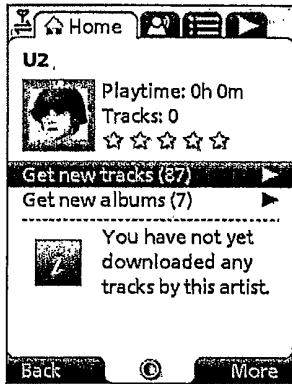 Home
U2
Playtime: 0h 0m
Tracks: 0
Get new tracks (87)
Get new albums (7)
You have not yet
downloaded any
tracks by this artist.
Back
More